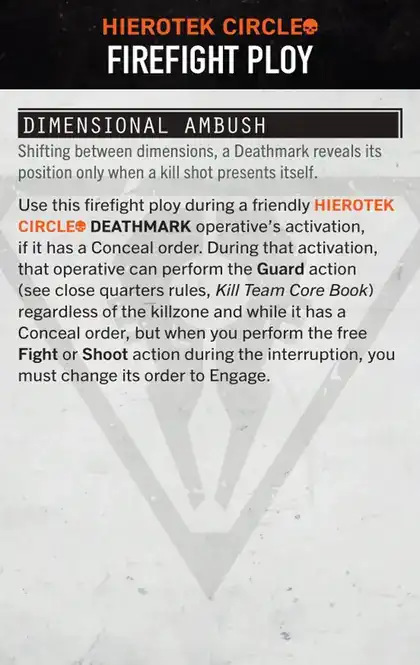 HIEROTEK CIRCLE
FIREFIGHT PLOY
DIMENSIONAL AMBUSH
Shifting between dimensions, a Deathmark reveals its
position only when a kill shot presents itself.
Use this firefight ploy during a friendly HIEROTEK
CIRCLE DEATHMARK operative’s activation,
if it has a Conceal order. During that activation,
that operative can perform the Guard action
(see close quarters rules, Kill Team Core Book)
regardless of the killzone and while it has a
Conceal order, but when you perform the free
Fight or Shoot action during the interruption, you
must change its order to Engage.